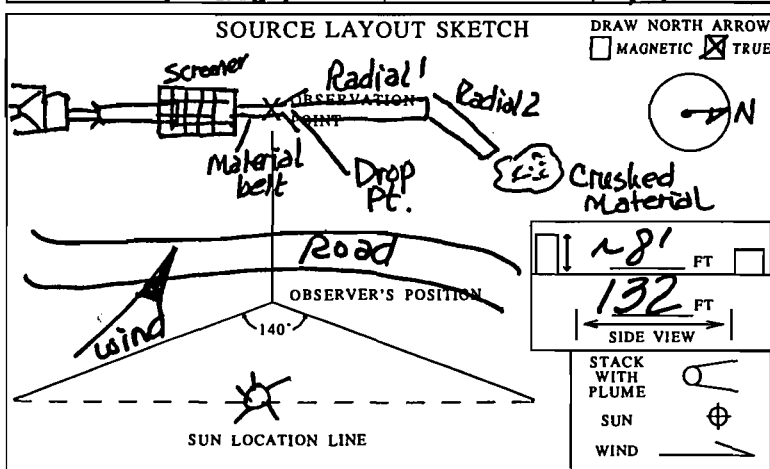 SOURCE LAYOUT SKETCH
DRAW NORTH ARROW
MAGNETIC TRUE
Screener
Radial 1
Radial 2
OBSERVATION
POINT
N
Material
belt
Drop
Pt.
Crushed
Material
Road
~8' FT
132 FT
SIDE VIEW
OBSERVER'S POSITION
140°
wind
SUN LOCATION LINE
STACK
WITH
PLUME
SUN
WIND